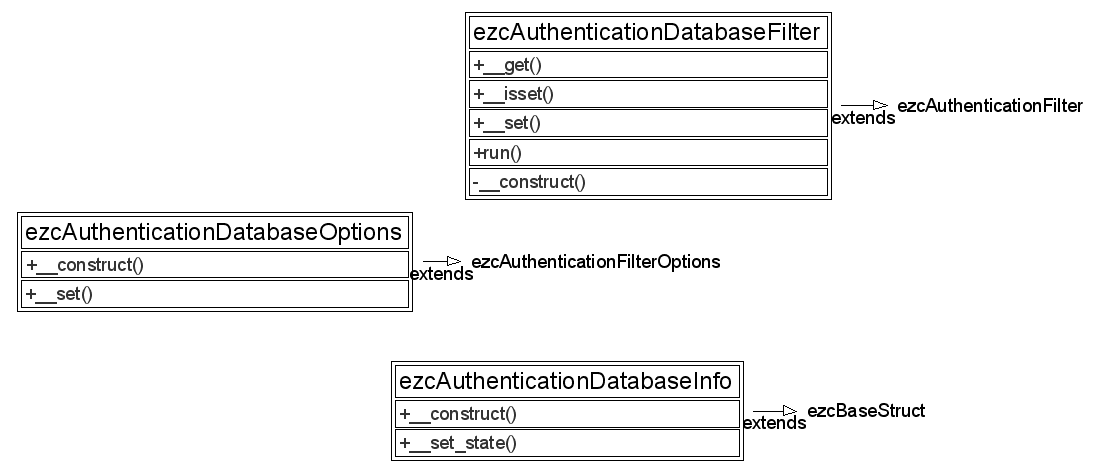 ezcAuthenticationDatabaseFilter
+__get()
+__isset()
+__set()
+run()
-__construct()
extends
ezcAuthenticationFilter
ezcAuthenticationDatabaseOptions
+__construct()
+__set()
extends
ezcAuthenticationFilterOptions
ezcAuthenticationDatabaseInfo
+__construct()
+__set_state()
extends
ezcBaseStruct